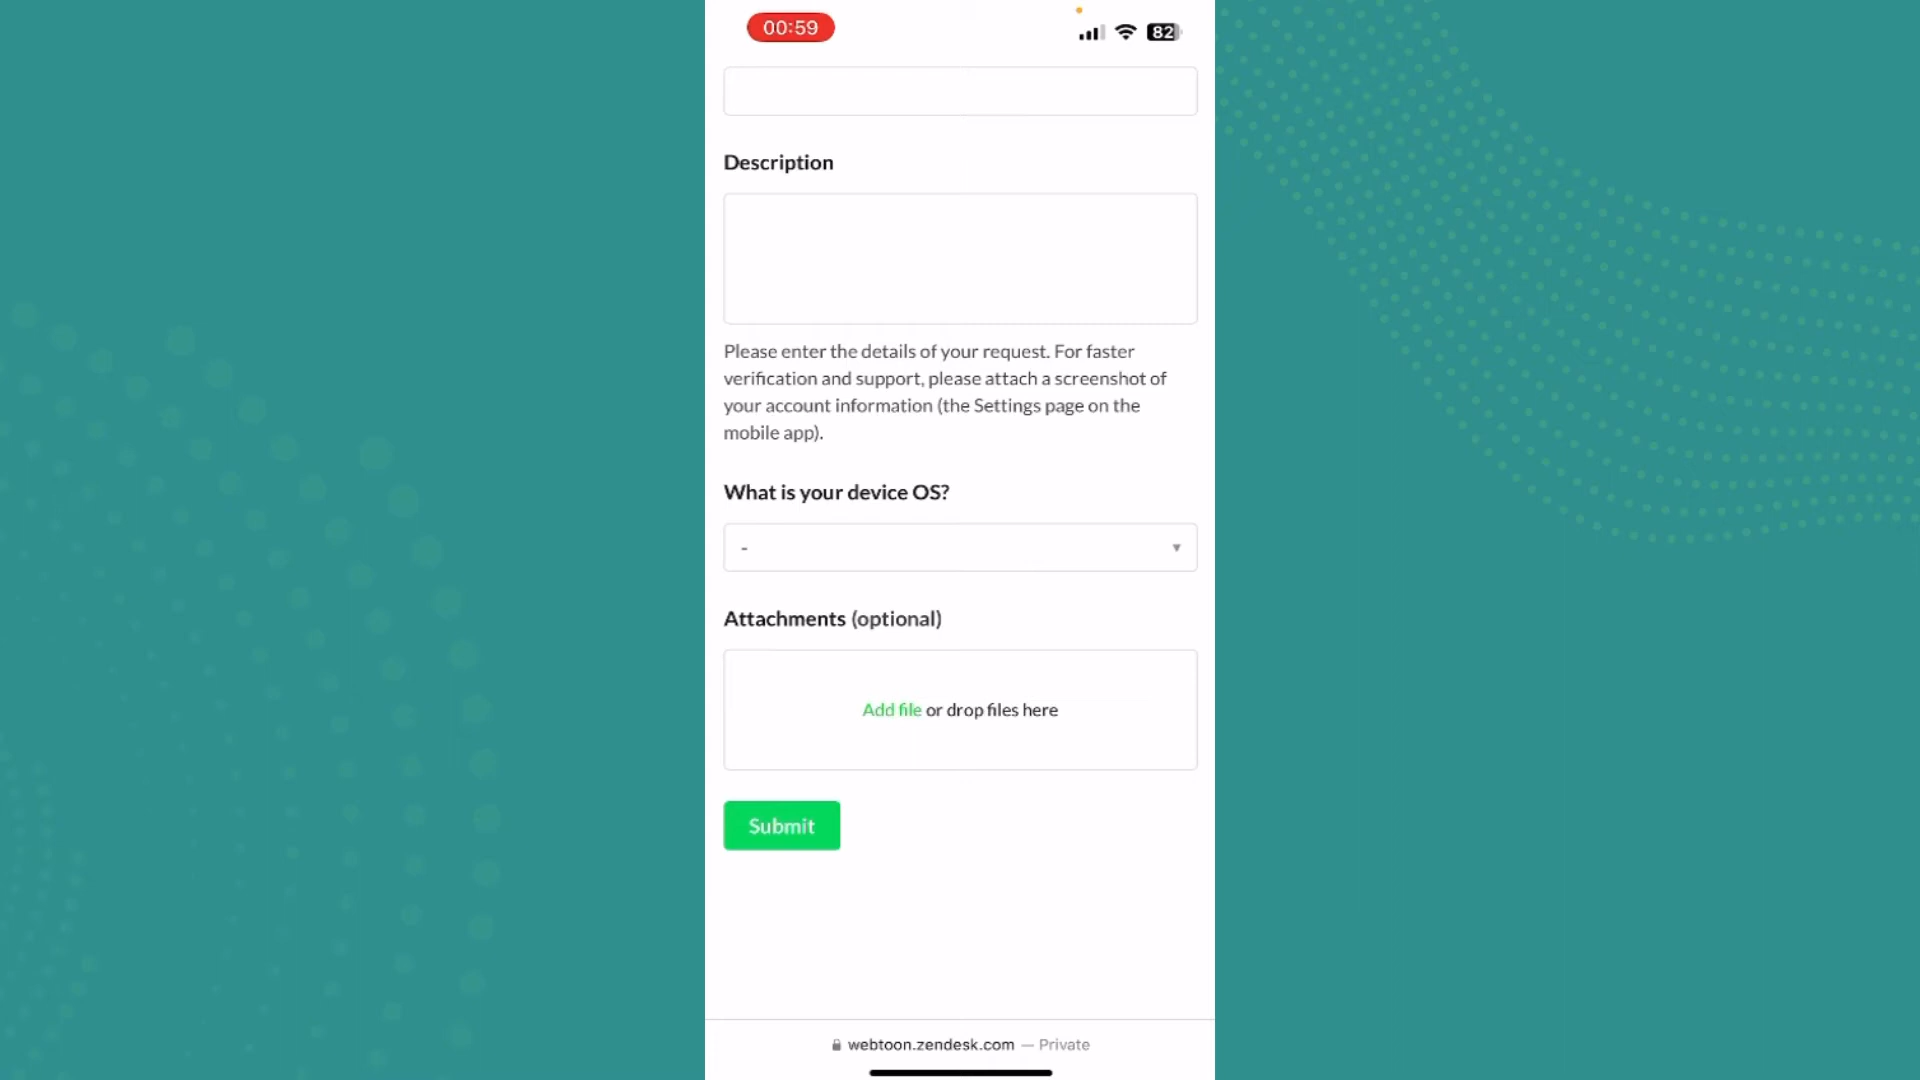 00:59
82
Description
Please enter the details of your request. For faster
verification and support, please attach a screenshot of
your account information (the Settings page on the
mobile app).
What is your device OS?
-
Attachments (optional)
Add file or drop files here
Submit
webtoon.zendesk.com — Private